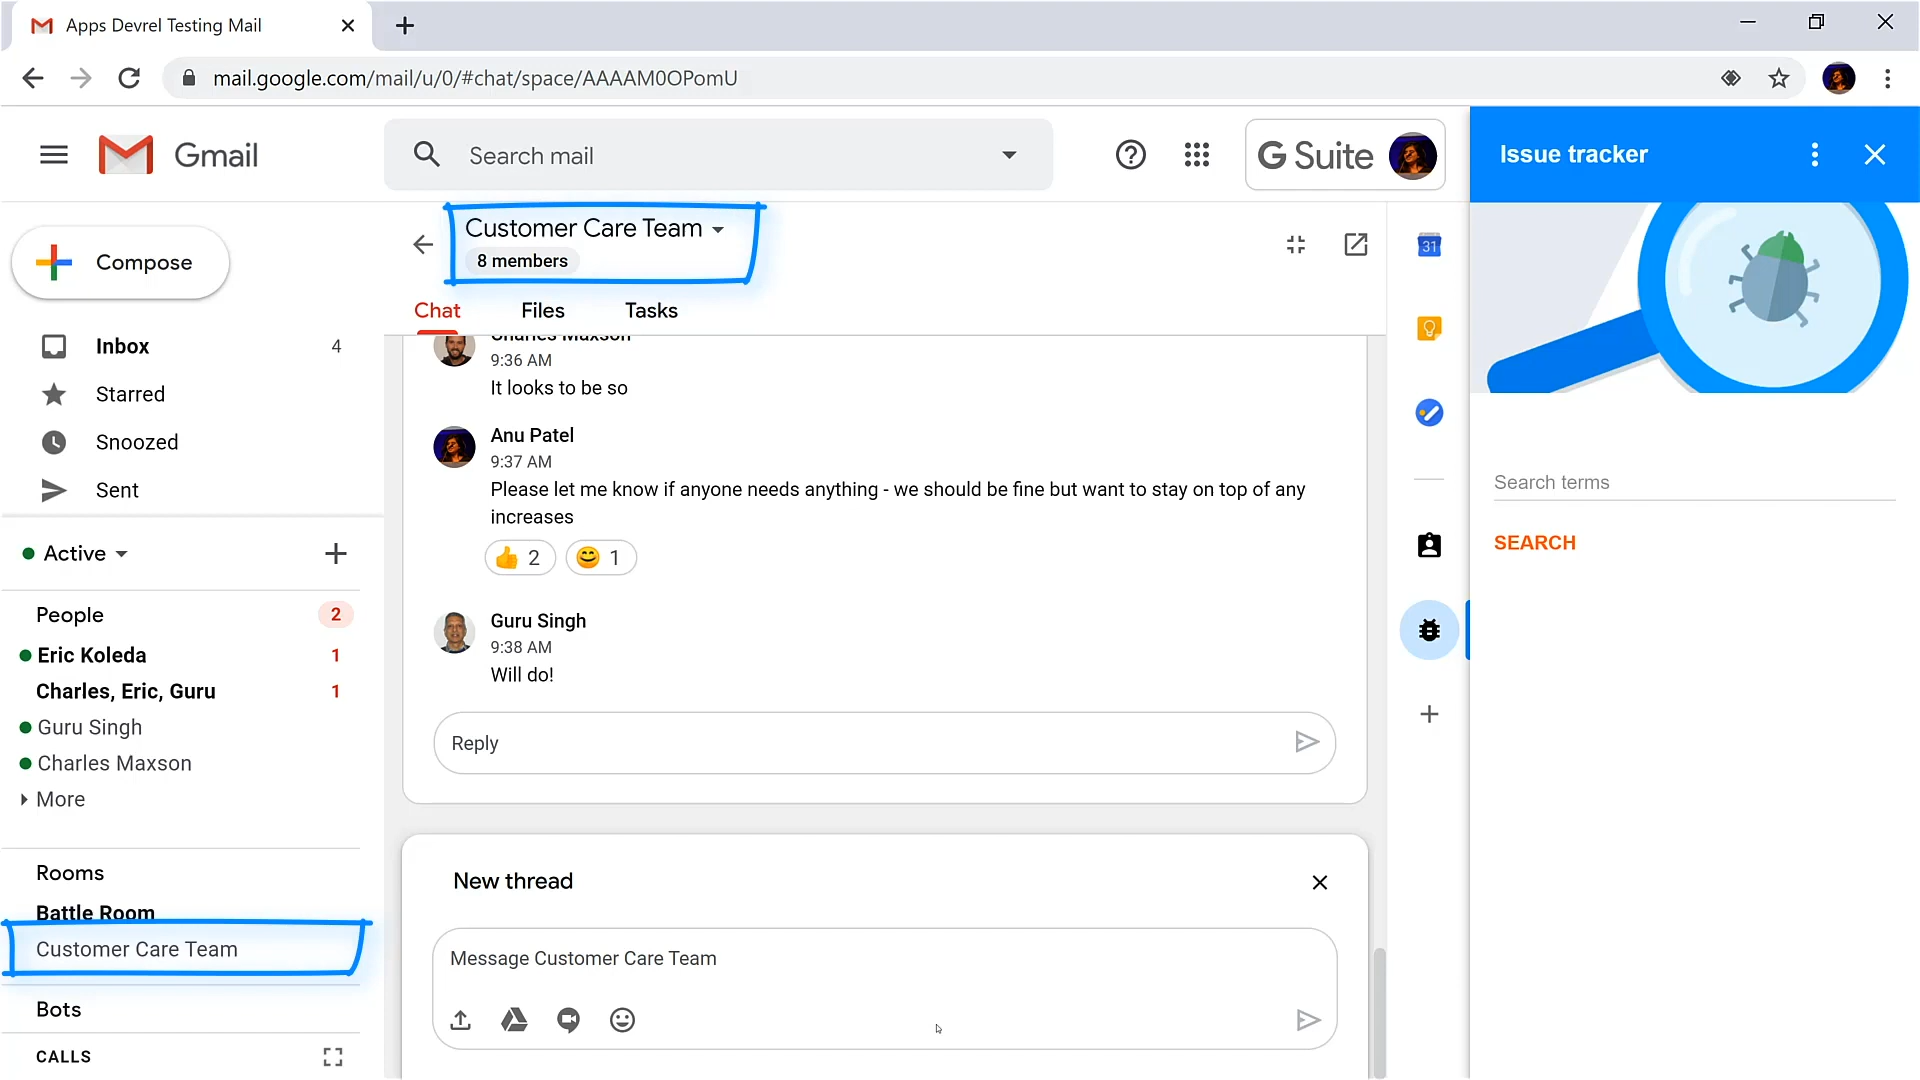 Apps Devrel Testing Mail
mail.google.com/mail/u/0/#chat/space/AAAAM0OPomU
Gmail
Search mail
G Suite
Issue tracker
Compose
Inbox 4
Starred
Snoozed
Sent
Active
People 2
Eric Koleda 1
Charles, Eric, Guru 1
Guru Singh
Charles Maxson
More
Rooms
Battle Room
Customer Care Team
Bots
CALLS
Customer Care Team
8 members
Chat Files Tasks
Charles Maxson
9:36 AM
It looks to be so
Anu Patel
9:37 AM
Please let me know if anyone needs anything - we should be fine but want to stay on top of any
increases
👍 2 😊 1
Guru Singh
9:38 AM
Will do!
Reply
New thread
Message Customer Care Team
31
Search terms
SEARCH